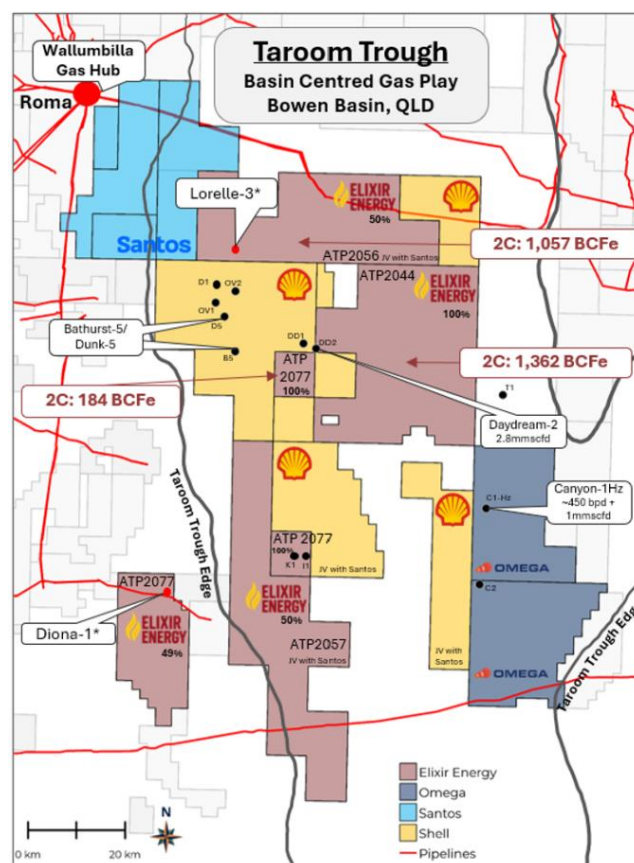 Taroom Trough
Basin Centred Gas Play
Bowen Basin, QLD
Wallumbilla
Gas Hub
Roma
Lorelle-3*
ELIXIR
ENERGY
50%
Santos
2C: 1,057 BCFe
ATP2056 JV with Santos
ATP2044
ELIXIR
ENERGY
100%
D1
OV2
OV1
D5
Bathurst-5/
Dunk-5
B5
DD1
DD2
ATP
2077
100%
2C: 1,362 BCFe
2C: 184 BCFe
T1
Daydream-2
2.8mmscfd
Taroom Trough Edge
Canyon-1Hz
~450 bpd +
1mmscfd
C1-Hz
ATP 2077
100%
K1
I1
JV with Santos
OMEGA
C2
ATP2077
Diona-1*
ELIXIR
ENERGY
49%
ELIXIR
ENERGY
50%
ATP2057
JV with Santos
JV with
Santos
OMEGA
Taroom Trough Edge
Elixir Energy
Omega
Santos
Shell
Pipelines
N
0 km
20 km